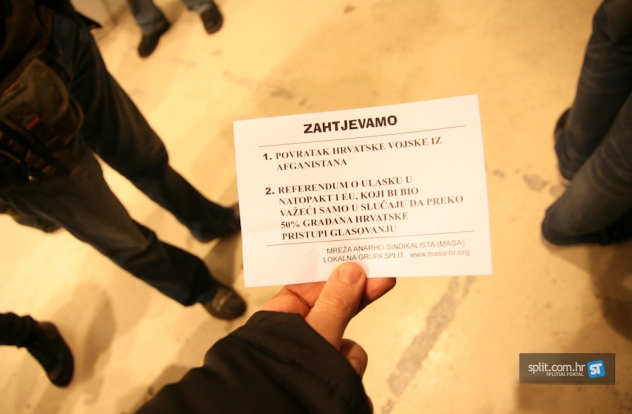 ZAHTJEVAMO
1. POVRATAK HRVATSKE VOJSKE IZ
AFGANISTANA
2. REFERENDUM O ULASKU U
NATOPAKT I EU, KOJI BI BIO
VAŽEĆI SAMO U SLUČAJU DA PREKO
50% GRAĐANA HRVATSKE
PRISTUPI GLASOVANJU
MREŽA ANARHO-SINDIKALISTA (MASA)
LOKALNA GRUPA SPLIT www.masa-hr.org
split.com.hr ST
SPLITSKI PORTAL